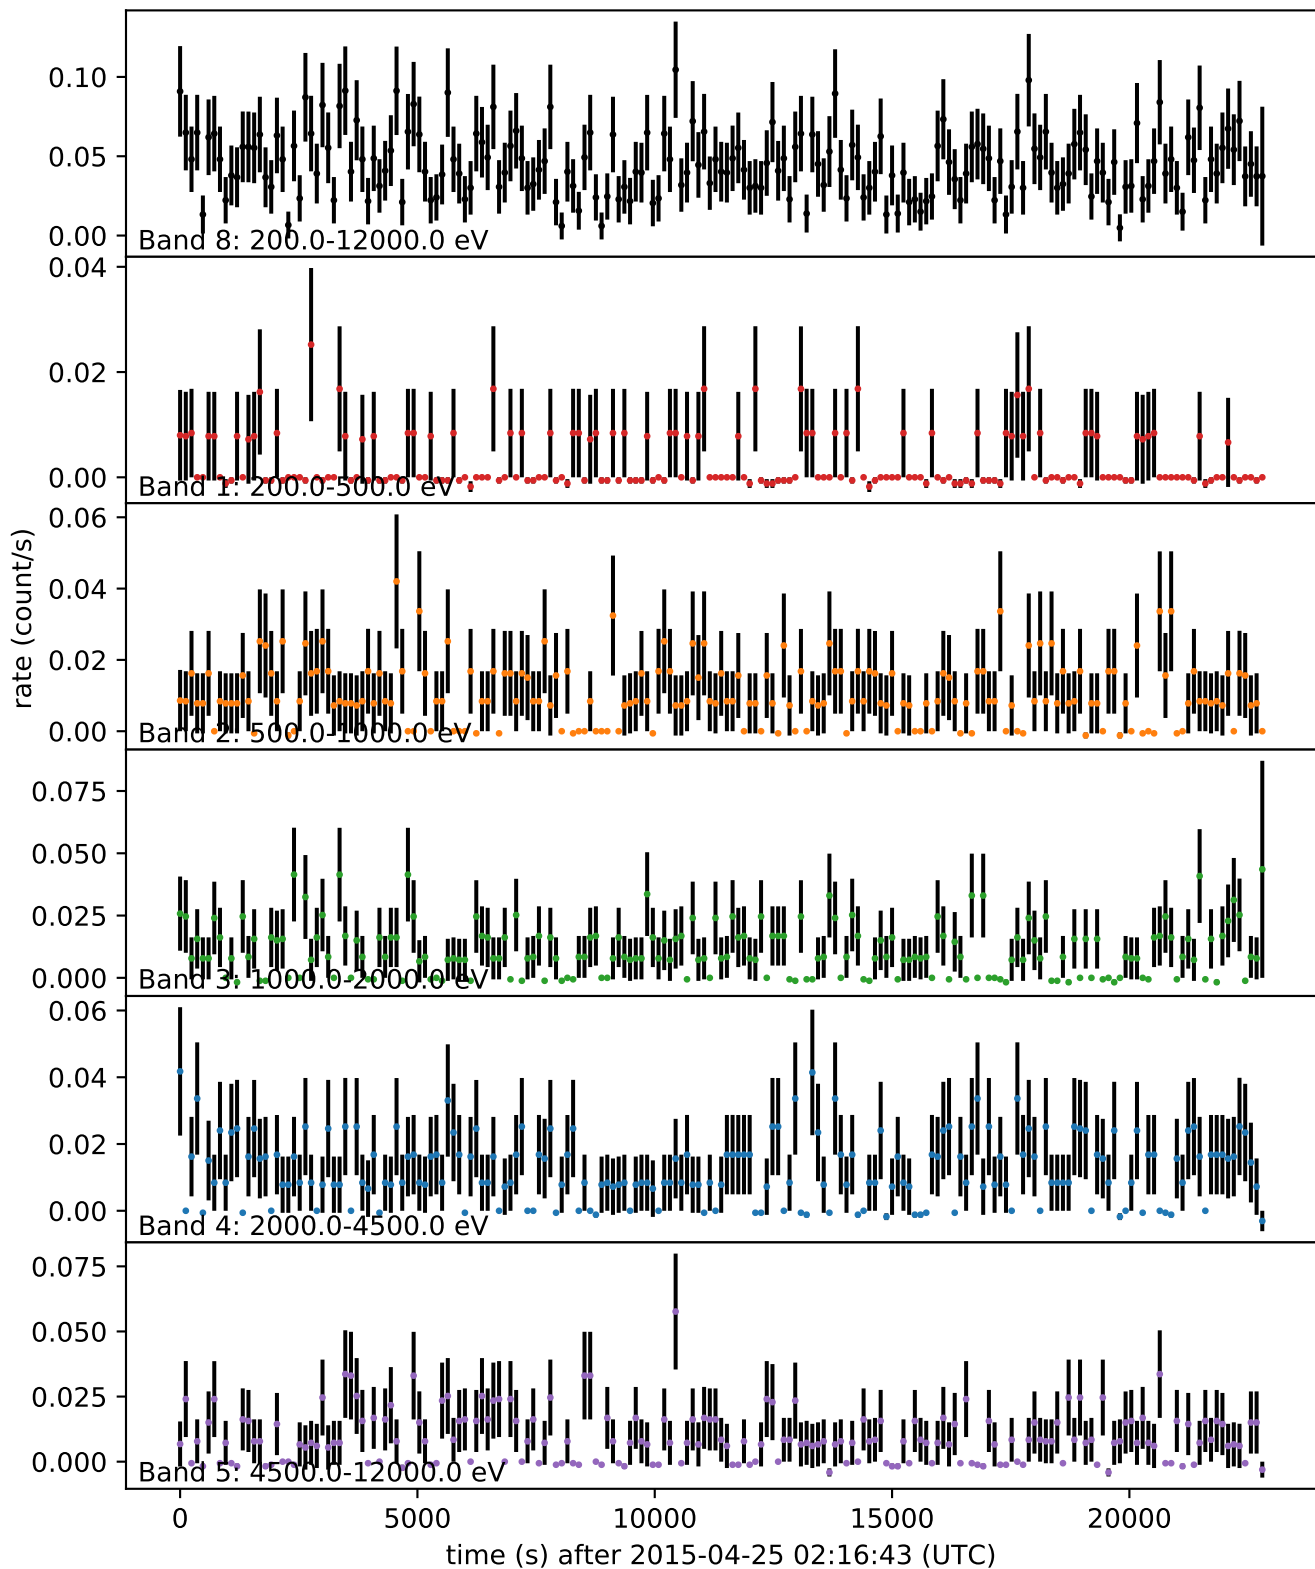 0.10
0.05
0.00
Band 8: 200.0-12000.0 eV
0.04
0.02
0.00
Band 1: 200.0-500.0 eV
0.06
0.04
0.02
0.00
Band 2: 500.0-1000.0 eV
rate (count/s)
0.075
0.050
0.025
0.000
Band 3: 1000.0-2000.0 eV
0.06
0.04
0.02
0.00
Band 4: 2000.0-4500.0 eV
0.075
0.050
0.025
0.000
Band 5: 4500.0-12000.0 eV
0 5000 10000 15000 20000
time (s) after 2015-04-25 02:16:43 (UTC)